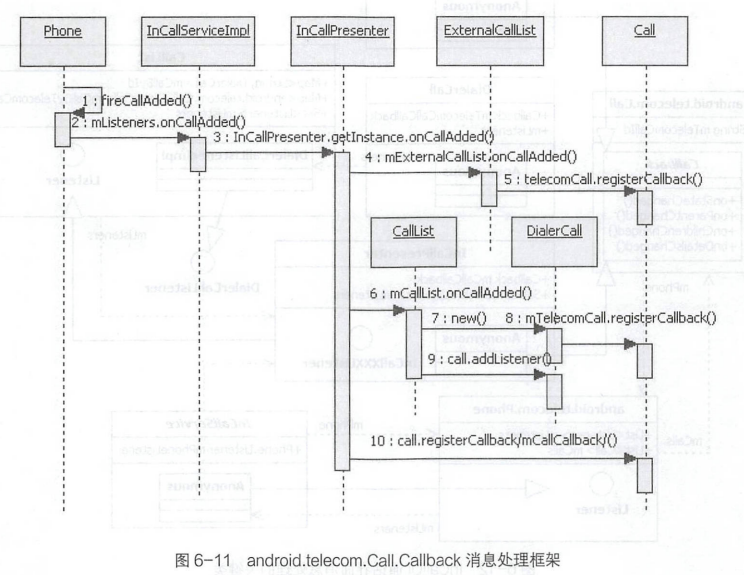 Phone
InCallServiceImpl
InCallPresenter
ExternalCallList
Call
1 : fireCallAdded()
2 : mListeners.onCallAdded()
3 : InCallPresenter.getInstance.onCallAdded()
4 : mExternalCallList.onCallAdded()
5 : telecomCall.registerCallback()
CallList
DialerCall
6 : mCallList.onCallAdded()
7 : new()
8 : mTelecomCall.registerCallback()
9 : call.addListener()
10 : call.registerCallback/mCallCallback/()
图 6-11 android.telecom.Call.Callback 消息处理框架